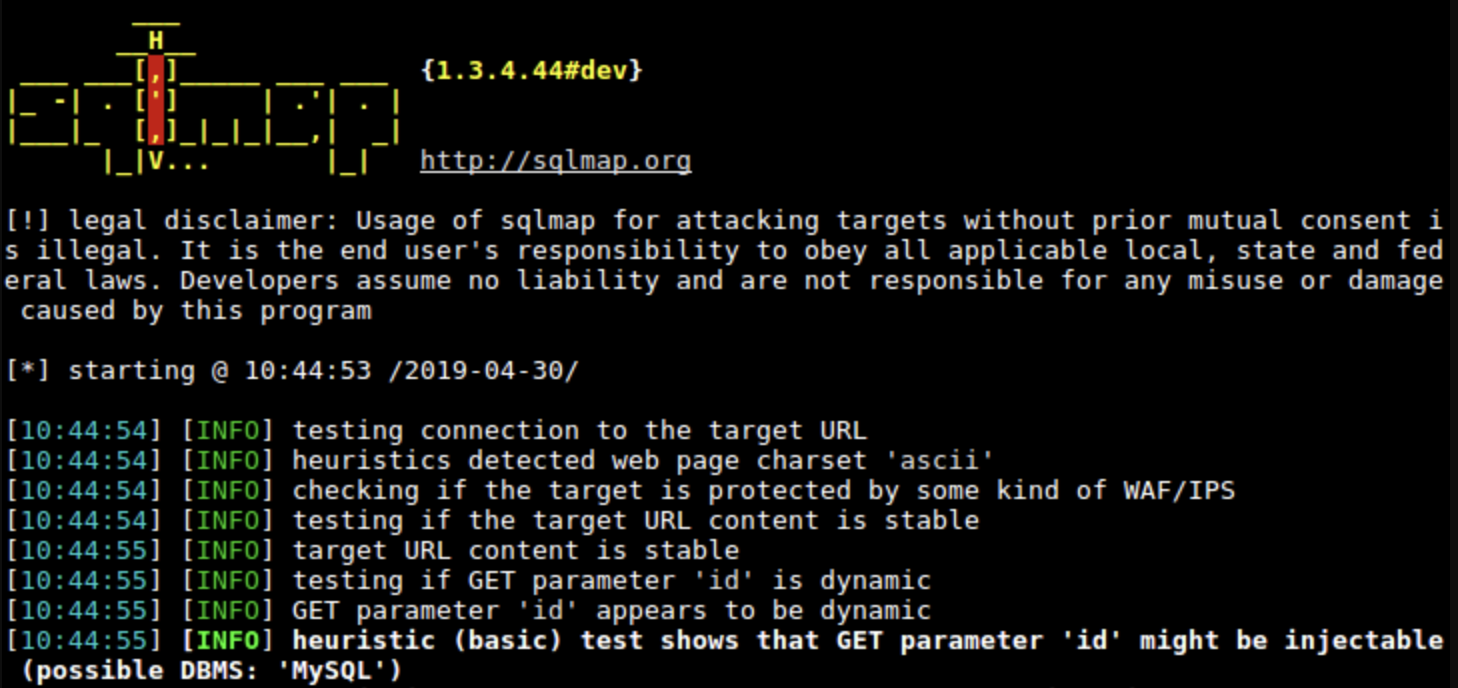 ___
       __H__
 ___ ___[,]_____ ___ ___  {1.3.4.44#dev}
|_ -| . [']     | .'| . |
|___|_  [,]_|_|_|__,|  _|
      |_|V...       |_|   http://sqlmap.org
[!] legal disclaimer: Usage of sqlmap for attacking targets without prior mutual consent i
s illegal. It is the end user's responsibility to obey all applicable local, state and fed
eral laws. Developers assume no liability and are not responsible for any misuse or damage
 caused by this program
[*] starting @ 10:44:53 /2019-04-30/
[10:44:54] [INFO] testing connection to the target URL
[10:44:54] [INFO] heuristics detected web page charset 'ascii'
[10:44:54] [INFO] checking if the target is protected by some kind of WAF/IPS
[10:44:54] [INFO] testing if the target URL content is stable
[10:44:55] [INFO] target URL content is stable
[10:44:55] [INFO] testing if GET parameter 'id' is dynamic
[10:44:55] [INFO] GET parameter 'id' appears to be dynamic
[10:44:55] [INFO] heuristic (basic) test shows that GET parameter 'id' might be injectable
 (possible DBMS: 'MySQL')